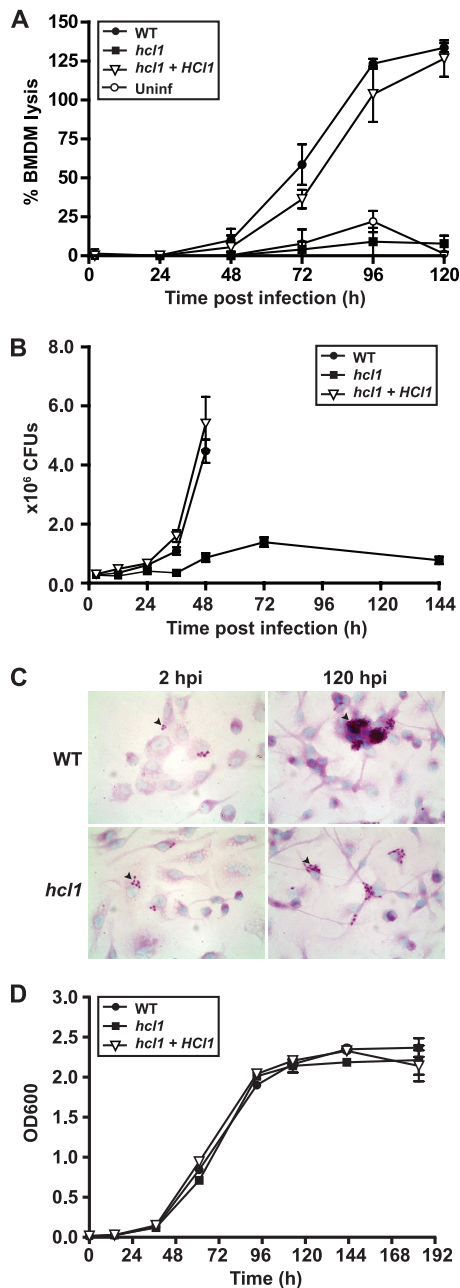 A
150
125
100
75
50
25
0
% BMDM lysis
WT
hcl1
hcl1 + HCl1
Uninf
0 24 48 72 96 120
Time post infection (h)
B
8.0
6.0
4.0
2.0
0.0
x10⁶ CFUs
WT
hcl1
hcl1 + HCl1
0 24 48 72 96 120 144
Time post infection (h)
C
2 hpi 120 hpi
WT
hcl1
D
3.0
2.5
2.0
1.5
1.0
0.5
0.0
OD600
WT
hcl1
hcl1 + HCl1
0 24 48 72 96 120 144 168 192
Time (h)